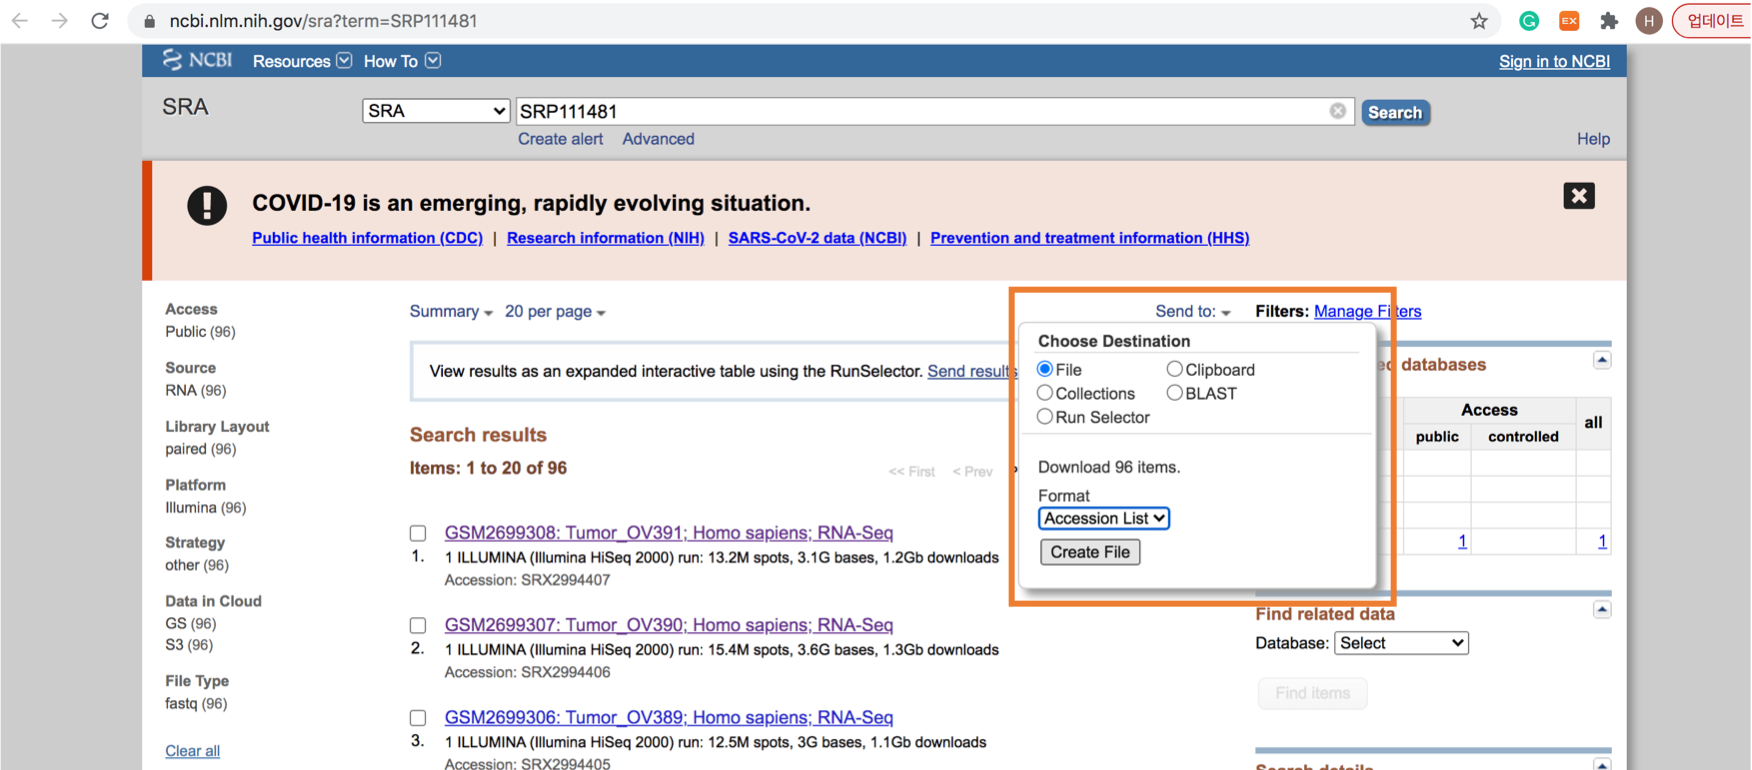 ncbi.nlm.nih.gov/sra?term=SRP111481
EX
H
업데이트
NCBI
Resources
How To
Sign in to NCBI
SRA
SRA
SRP111481
Search
Create alert
Advanced
Help
COVID-19 is an emerging, rapidly evolving situation.
Public health information (CDC) | Research information (NIH) | SARS-CoV-2 data (NCBI) | Prevention and treatment information (HHS)
Access
Public (96)
Source
RNA (96)
Library Layout
paired (96)
Platform
Illumina (96)
Strategy
other (96)
Data in Cloud
GS (96)
S3 (96)
File Type
fastq (96)
Clear all
Summary
20 per page
Send to:
View results as an expanded interactive table using the RunSelector. Send results
Search results
Items: 1 to 20 of 96
<< First
< Prev
GSM2699308: Tumor_OV391; Homo sapiens; RNA-Seq
1. 1 ILLUMINA (Illumina HiSeq 2000) run: 13.2M spots, 3.1G bases, 1.2Gb downloads
Accession: SRX2994407
GSM2699307: Tumor_OV390; Homo sapiens; RNA-Seq
2. 1 ILLUMINA (Illumina HiSeq 2000) run: 15.4M spots, 3.6G bases, 1.3Gb downloads
Accession: SRX2994406
GSM2699306: Tumor_OV389; Homo sapiens; RNA-Seq
3. 1 ILLUMINA (Illumina HiSeq 2000) run: 12.5M spots, 3G bases, 1.1Gb downloads
Accession: SRX2994405
Choose Destination
File
Clipboard
Collections
BLAST
Run Selector
Download 96 items.
Format
Accession List
Create File
Filters: Manage Filters
ed databases
Access
all
public
controlled
1
1
Find related data
Database: Select
Find items
Search details